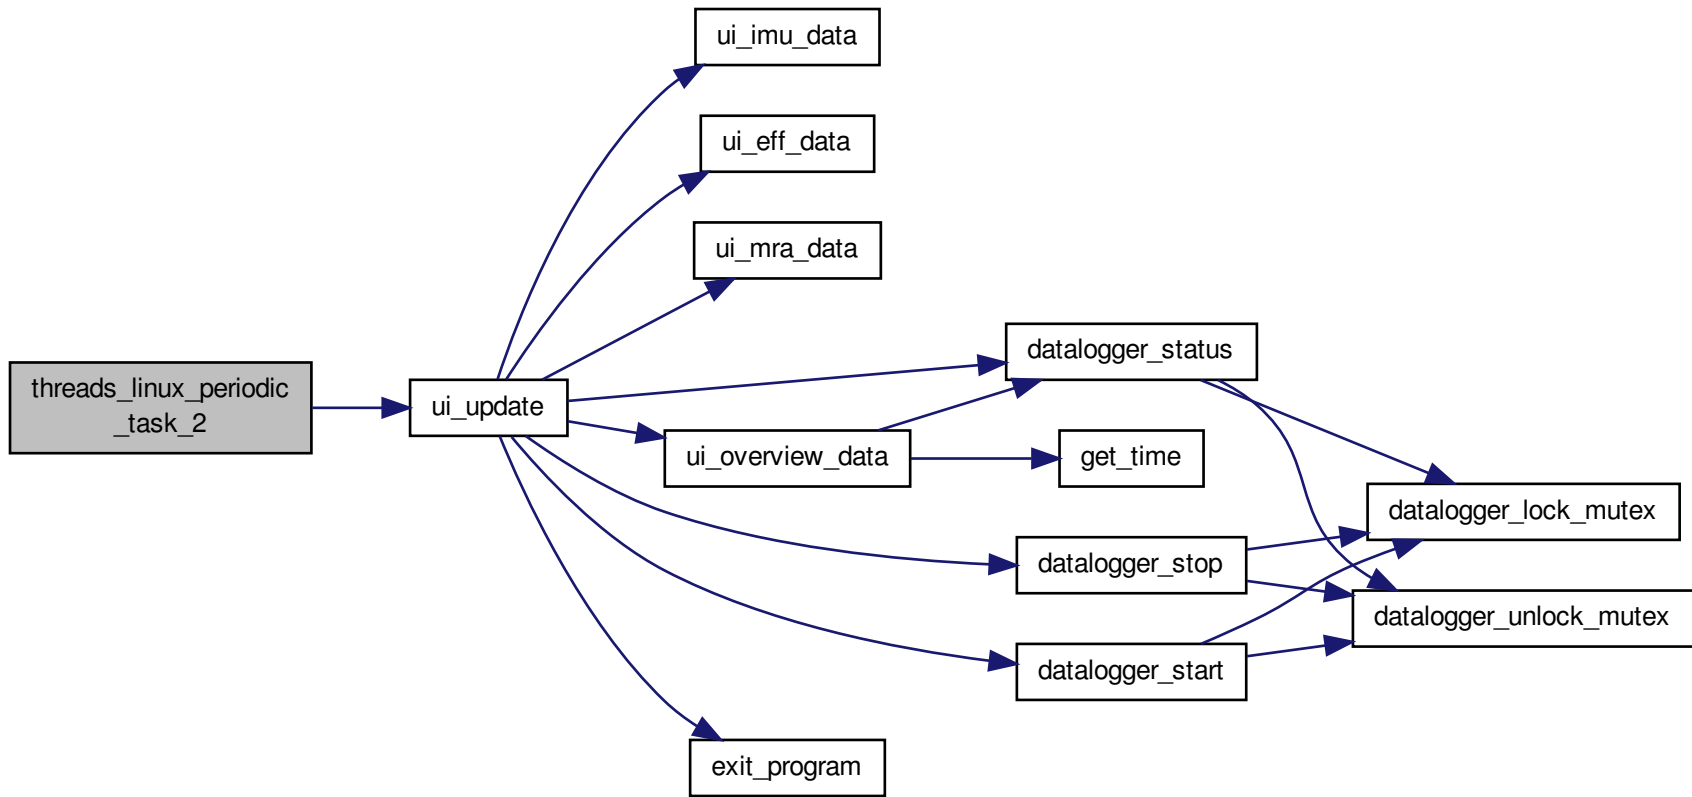 ui_imu_data
ui_eff_data
ui_mra_data
datalogger_status
threads_linux_periodic
_task_2
ui_update
ui_overview_data
get_time
datalogger_lock_mutex
datalogger_stop
datalogger_unlock_mutex
datalogger_start
exit_program